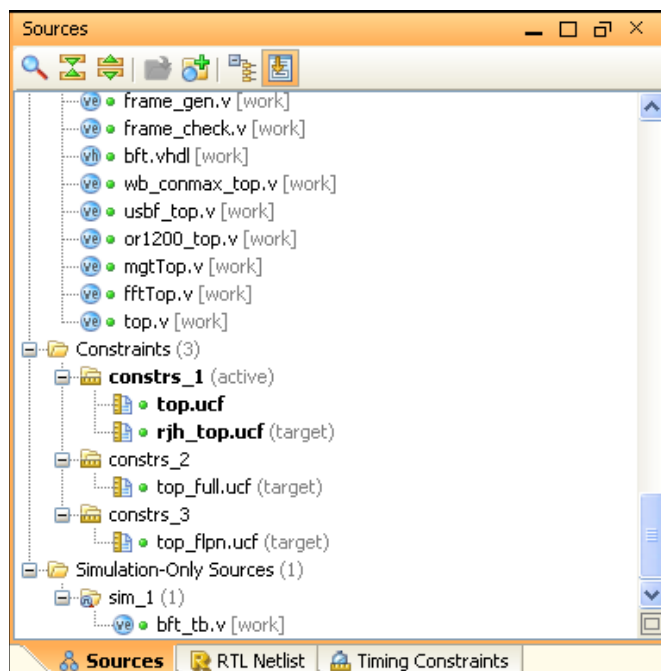 Sources
frame_gen.v [work]
frame_check.v [work]
bft.vhdl [work]
wb_conmax_top.v [work]
usbf_top.v [work]
or1200_top.v [work]
mgtTop.v [work]
fftTop.v [work]
top.v [work]
Constraints (3)
constrs_1 (active)
top.ucf
rjh_top.ucf (target)
constrs_2
top_full.ucf (target)
constrs_3
top_flpn.ucf (target)
Simulation-Only Sources (1)
sim_1 (1)
bft_tb.v [work]
Sources RTL Netlist Timing Constraints